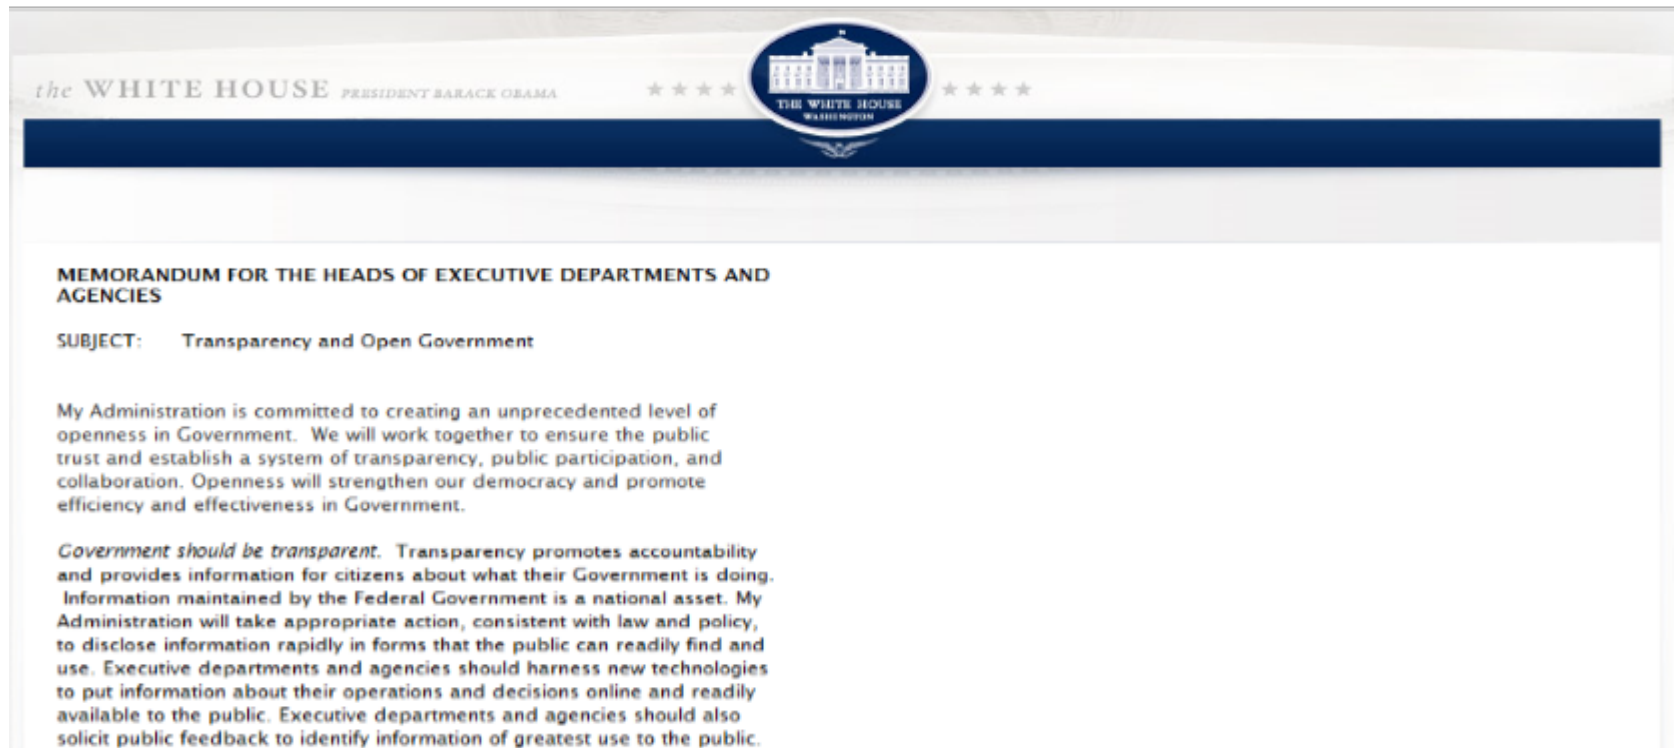 the WHITE HOUSE PRESIDENT BARACK OBAMA
THE WHITE HOUSE
WASHINGTON
MEMORANDUM FOR THE HEADS OF EXECUTIVE DEPARTMENTS AND
AGENCIES
SUBJECT: Transparency and Open Government
My Administration is committed to creating an unprecedented level of
openness in Government. We will work together to ensure the public
trust and establish a system of transparency, public participation, and
collaboration. Openness will strengthen our democracy and promote
efficiency and effectiveness in Government.
Government should be transparent. Transparency promotes accountability
and provides information for citizens about what their Government is doing.
Information maintained by the Federal Government is a national asset. My
Administration will take appropriate action, consistent with law and policy,
to disclose information rapidly in forms that the public can readily find and
use. Executive departments and agencies should harness new technologies
to put information about their operations and decisions online and readily
available to the public. Executive departments and agencies should also
solicit public feedback to identify information of greatest use to the public.